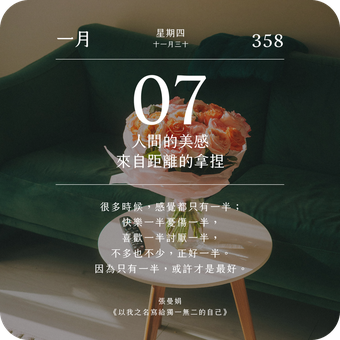 一月
星期四
十一月三十
358
07
人間的美感
來自距離的拿捏
很多時候，感覺都只有一半；
快樂一半憂傷一半，
喜歡一半討厭一半，
不多也不少，正好一半。
因為只有一半，或許才是最好。
張曼娟
《以我之名寫給獨一無二的自己》